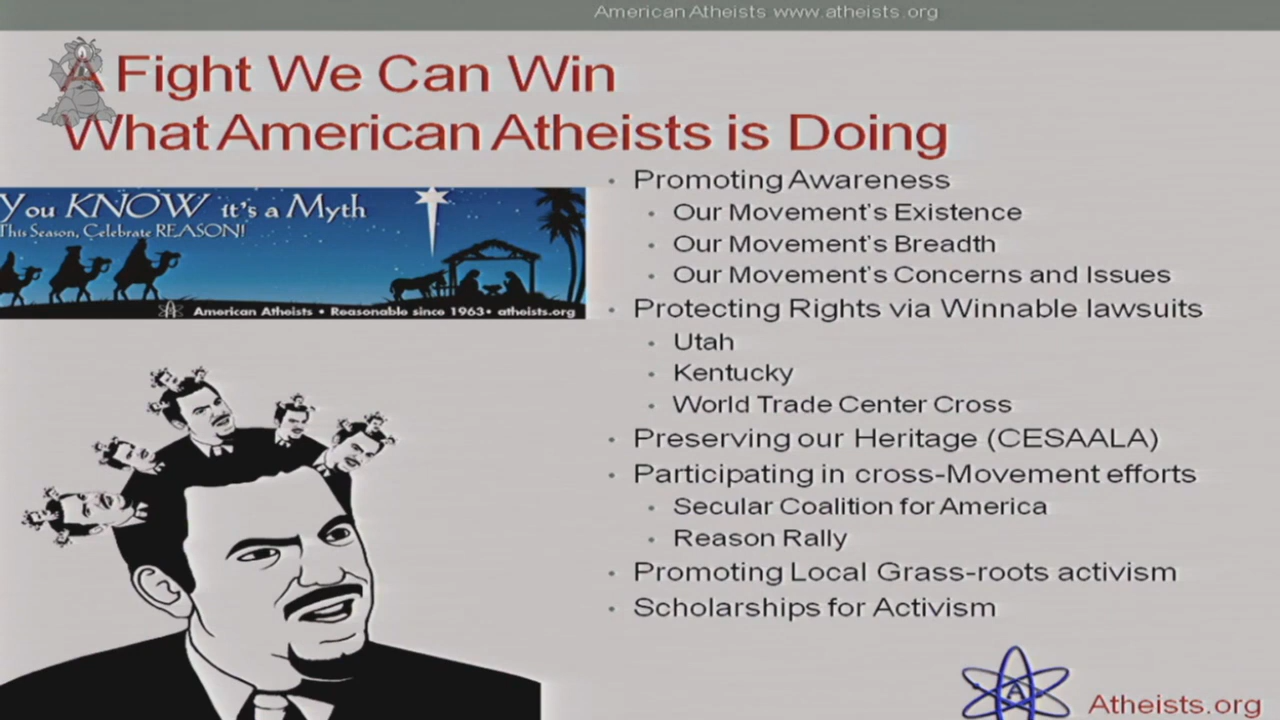 American Atheists www.atheists.org
A Fight We Can Win
What American Atheists is Doing
You KNOW it's a Myth
This Season, Celebrate REASON!
American Atheists • Reasonable since 1963 • atheists.org
• Promoting Awareness
• Our Movement's Existence
• Our Movement's Breadth
• Our Movement's Concerns and Issues
• Protecting Rights via Winnable lawsuits
• Utah
• Kentucky
• World Trade Center Cross
• Preserving our Heritage (CESAALA)
• Participating in cross-Movement efforts
• Secular Coalition for America
• Reason Rally
• Promoting Local Grass-roots activism
• Scholarships for Activism
A
Atheists.org